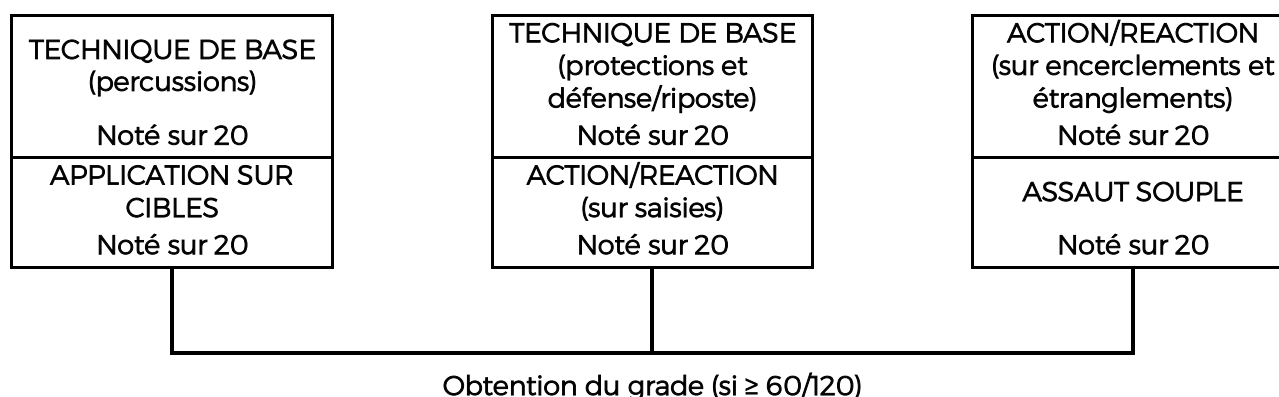 TECHNIQUE DE BASE
(percussions)
Noté sur 20
APPLICATION SUR
CIBLES
Noté sur 20
TECHNIQUE DE BASE
(protections et
défense/riposte)
Noté sur 20
ACTION/REACTION
(sur saisies)
Noté sur 20
ACTION/REACTION
(sur encerclements et
étranglements)
Noté sur 20
ASSAUT SOUPLE
Noté sur 20
Obtention du grade (si ≥ 60/120)